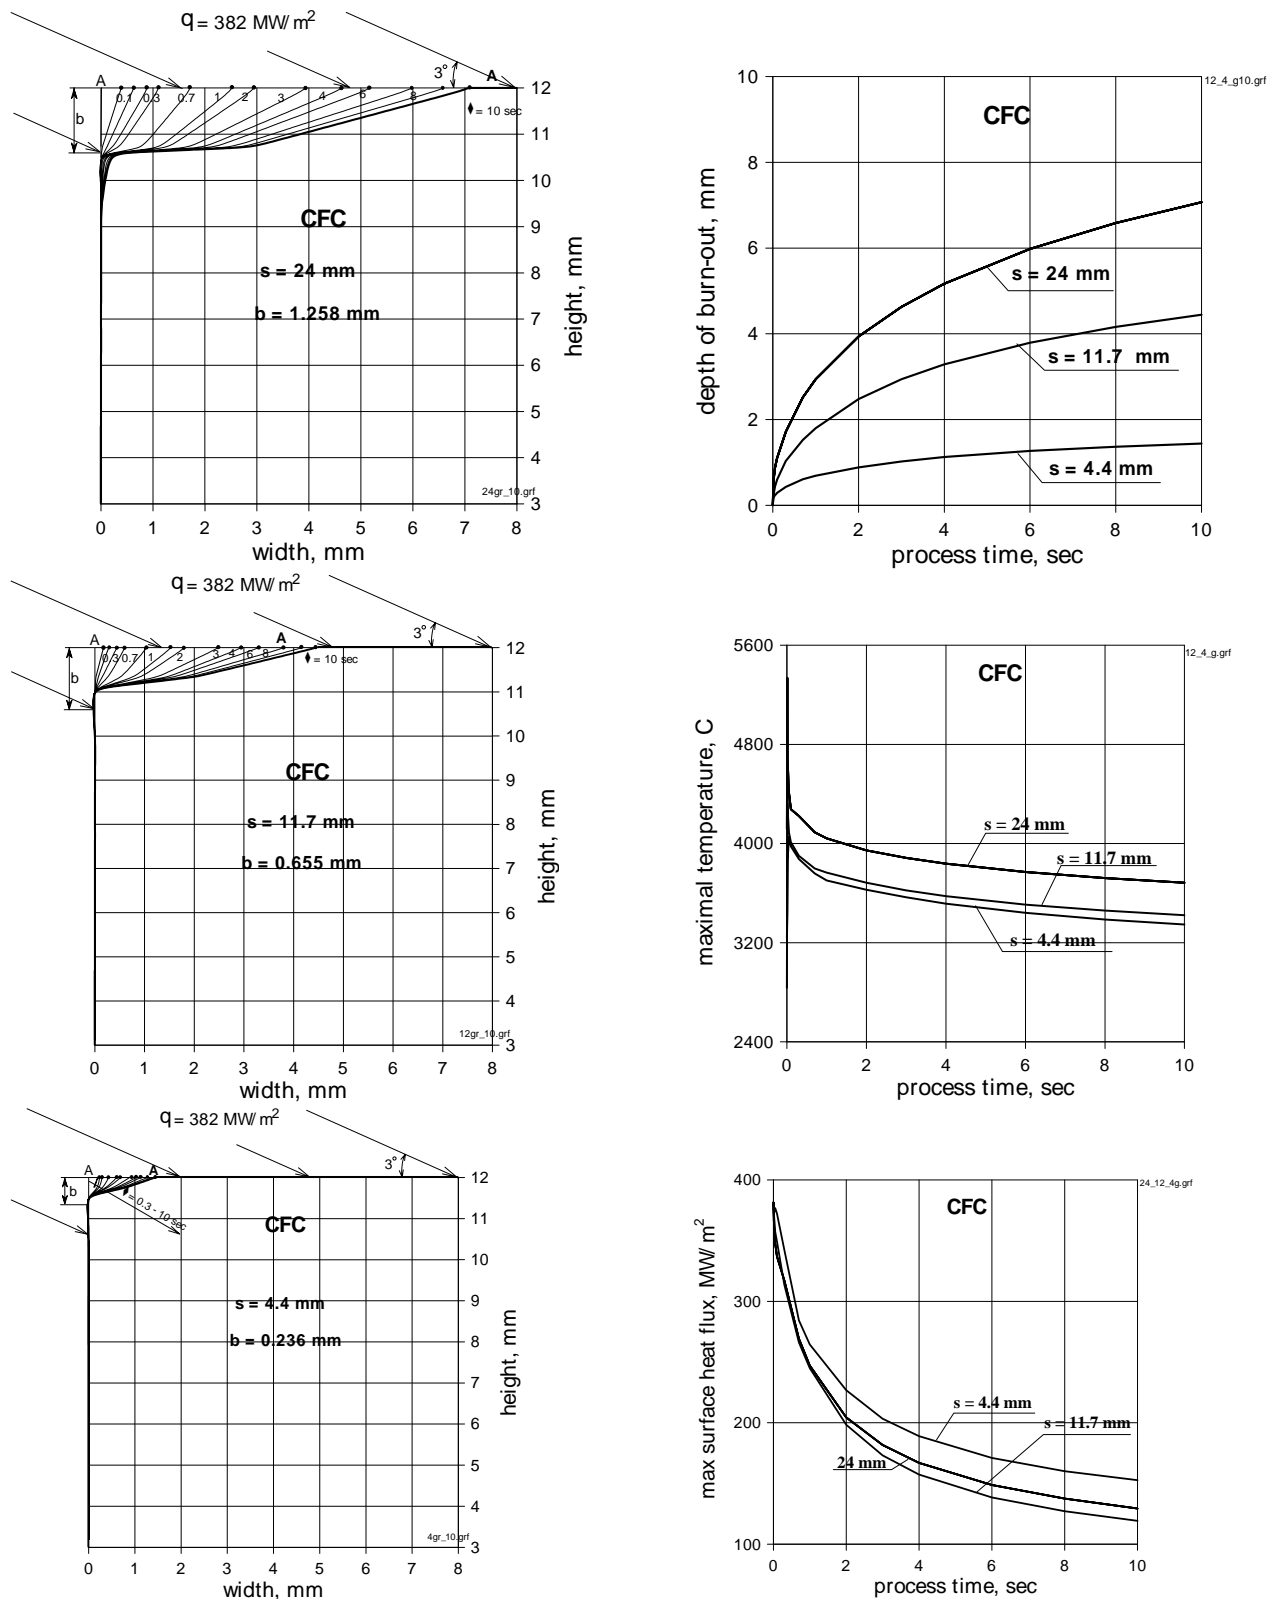 q = 382 MW/m²
3°
A
A
12
0.1
0.3
0.7
1
2
3
4
6
8
= 10 sec
b
11
10
CFC
9
s = 24 mm
8
b = 1.258 mm
7
6
5
4
24gr_10.grf
3
height, mm
0 1 2 3 4 5 6 7 8
width, mm
12_4_g10.grf
CFC
10
8
6
4
2
0
depth of burn-out, mm
s = 24 mm
s = 11.7 mm
s = 4.4 mm
0 2 4 6 8 10
process time, sec
q = 382 MW/m²
3°
A
A
12
0.3
0.7
1
2
3
4
6
8
= 10 sec
b
11
10
CFC
9
s = 11.7 mm
8
b = 0.655 mm
7
6
5
4
12gr_10.grf
3
height, mm
0 1 2 3 4 5 6 7 8
width, mm
12_4_g.grf
CFC
5600
4800
4000
3200
2400
maximal temperature, C
s = 24 mm
s = 11.7 mm
s = 4.4 mm
0 2 4 6 8 10
process time, sec
q = 382 MW/m²
3°
A
A
12
b
= 0.3 - 10 sec
CFC
11
10
s = 4.4 mm
9
b = 0.236 mm
8
7
6
5
4
4gr_10.grf
3
height, mm
0 1 2 3 4 5 6 7 8
width, mm
24_12_4g.grf
CFC
400
300
200
100
max surface heat flux, MW/m²
s = 4.4 mm
s = 11.7 mm
24 mm
0 2 4 6 8 10
process time, sec